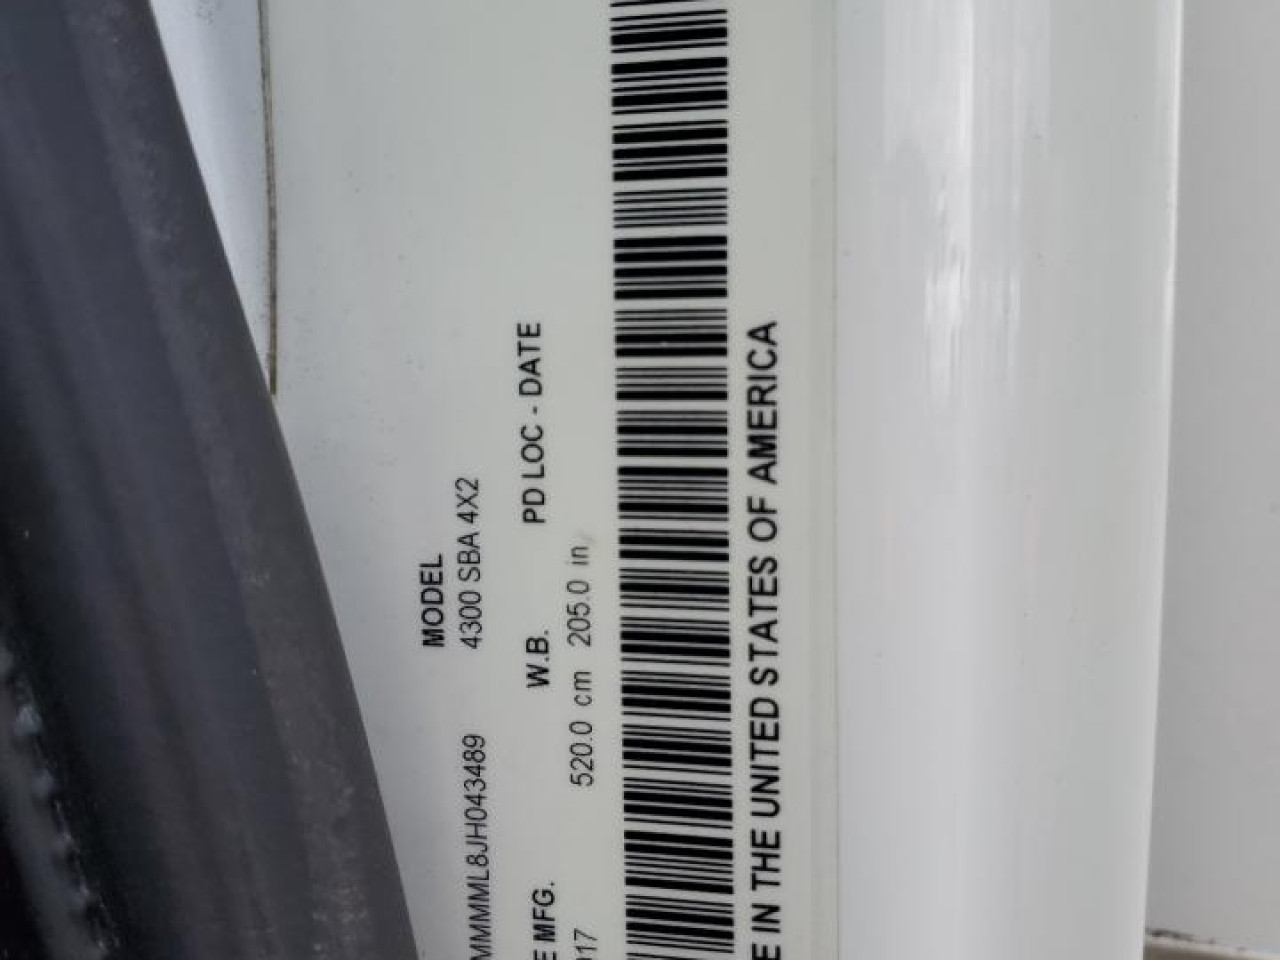 MODEL
MMMML8JH043489 4300 SBA 4X2
E MFG. W.B. PD LOC - DATE
017 520.0 cm 205.0 in
E IN THE UNITED STATES OF AMERICA